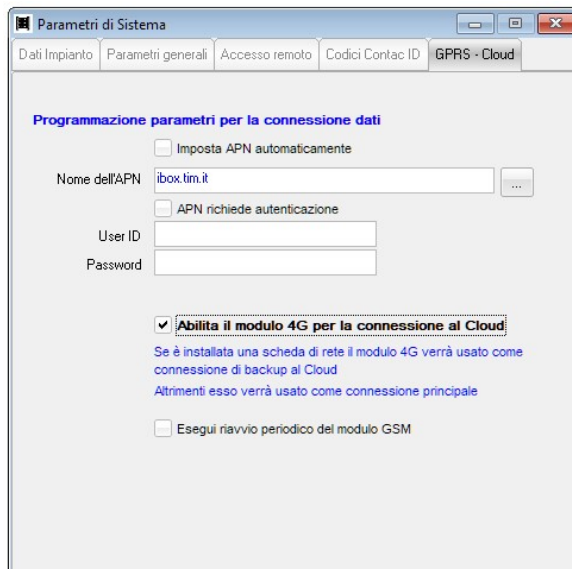 Parametri di Sistema
Dati Impianto Parametri generali Accesso remoto Codici Contac ID GPRS - Cloud
Programmazione parametri per la connessione dati
Imposta APN automaticamente
Nome dell'APN ibox.tim.it ...
APN richiede autenticazione
User ID
Password
Abilita il modulo 4G per la connessione al Cloud
Se è installata una scheda di rete il modulo 4G verrà usato come
connessione di backup al Cloud
Altrimenti esso verrà usato come connessione principale
Esegui riavvio periodico del modulo GSM